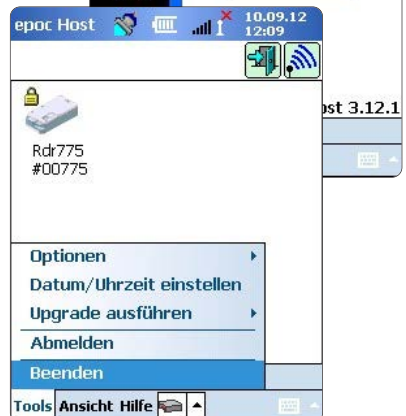 epoc Host
10.09.12
12:09
ost 3.12.1
Rdr775
#00775
Optionen
Datum/Uhrzeit einstellen
Upgrade ausführen
Abmelden
Beenden
Tools Ansicht Hilfe